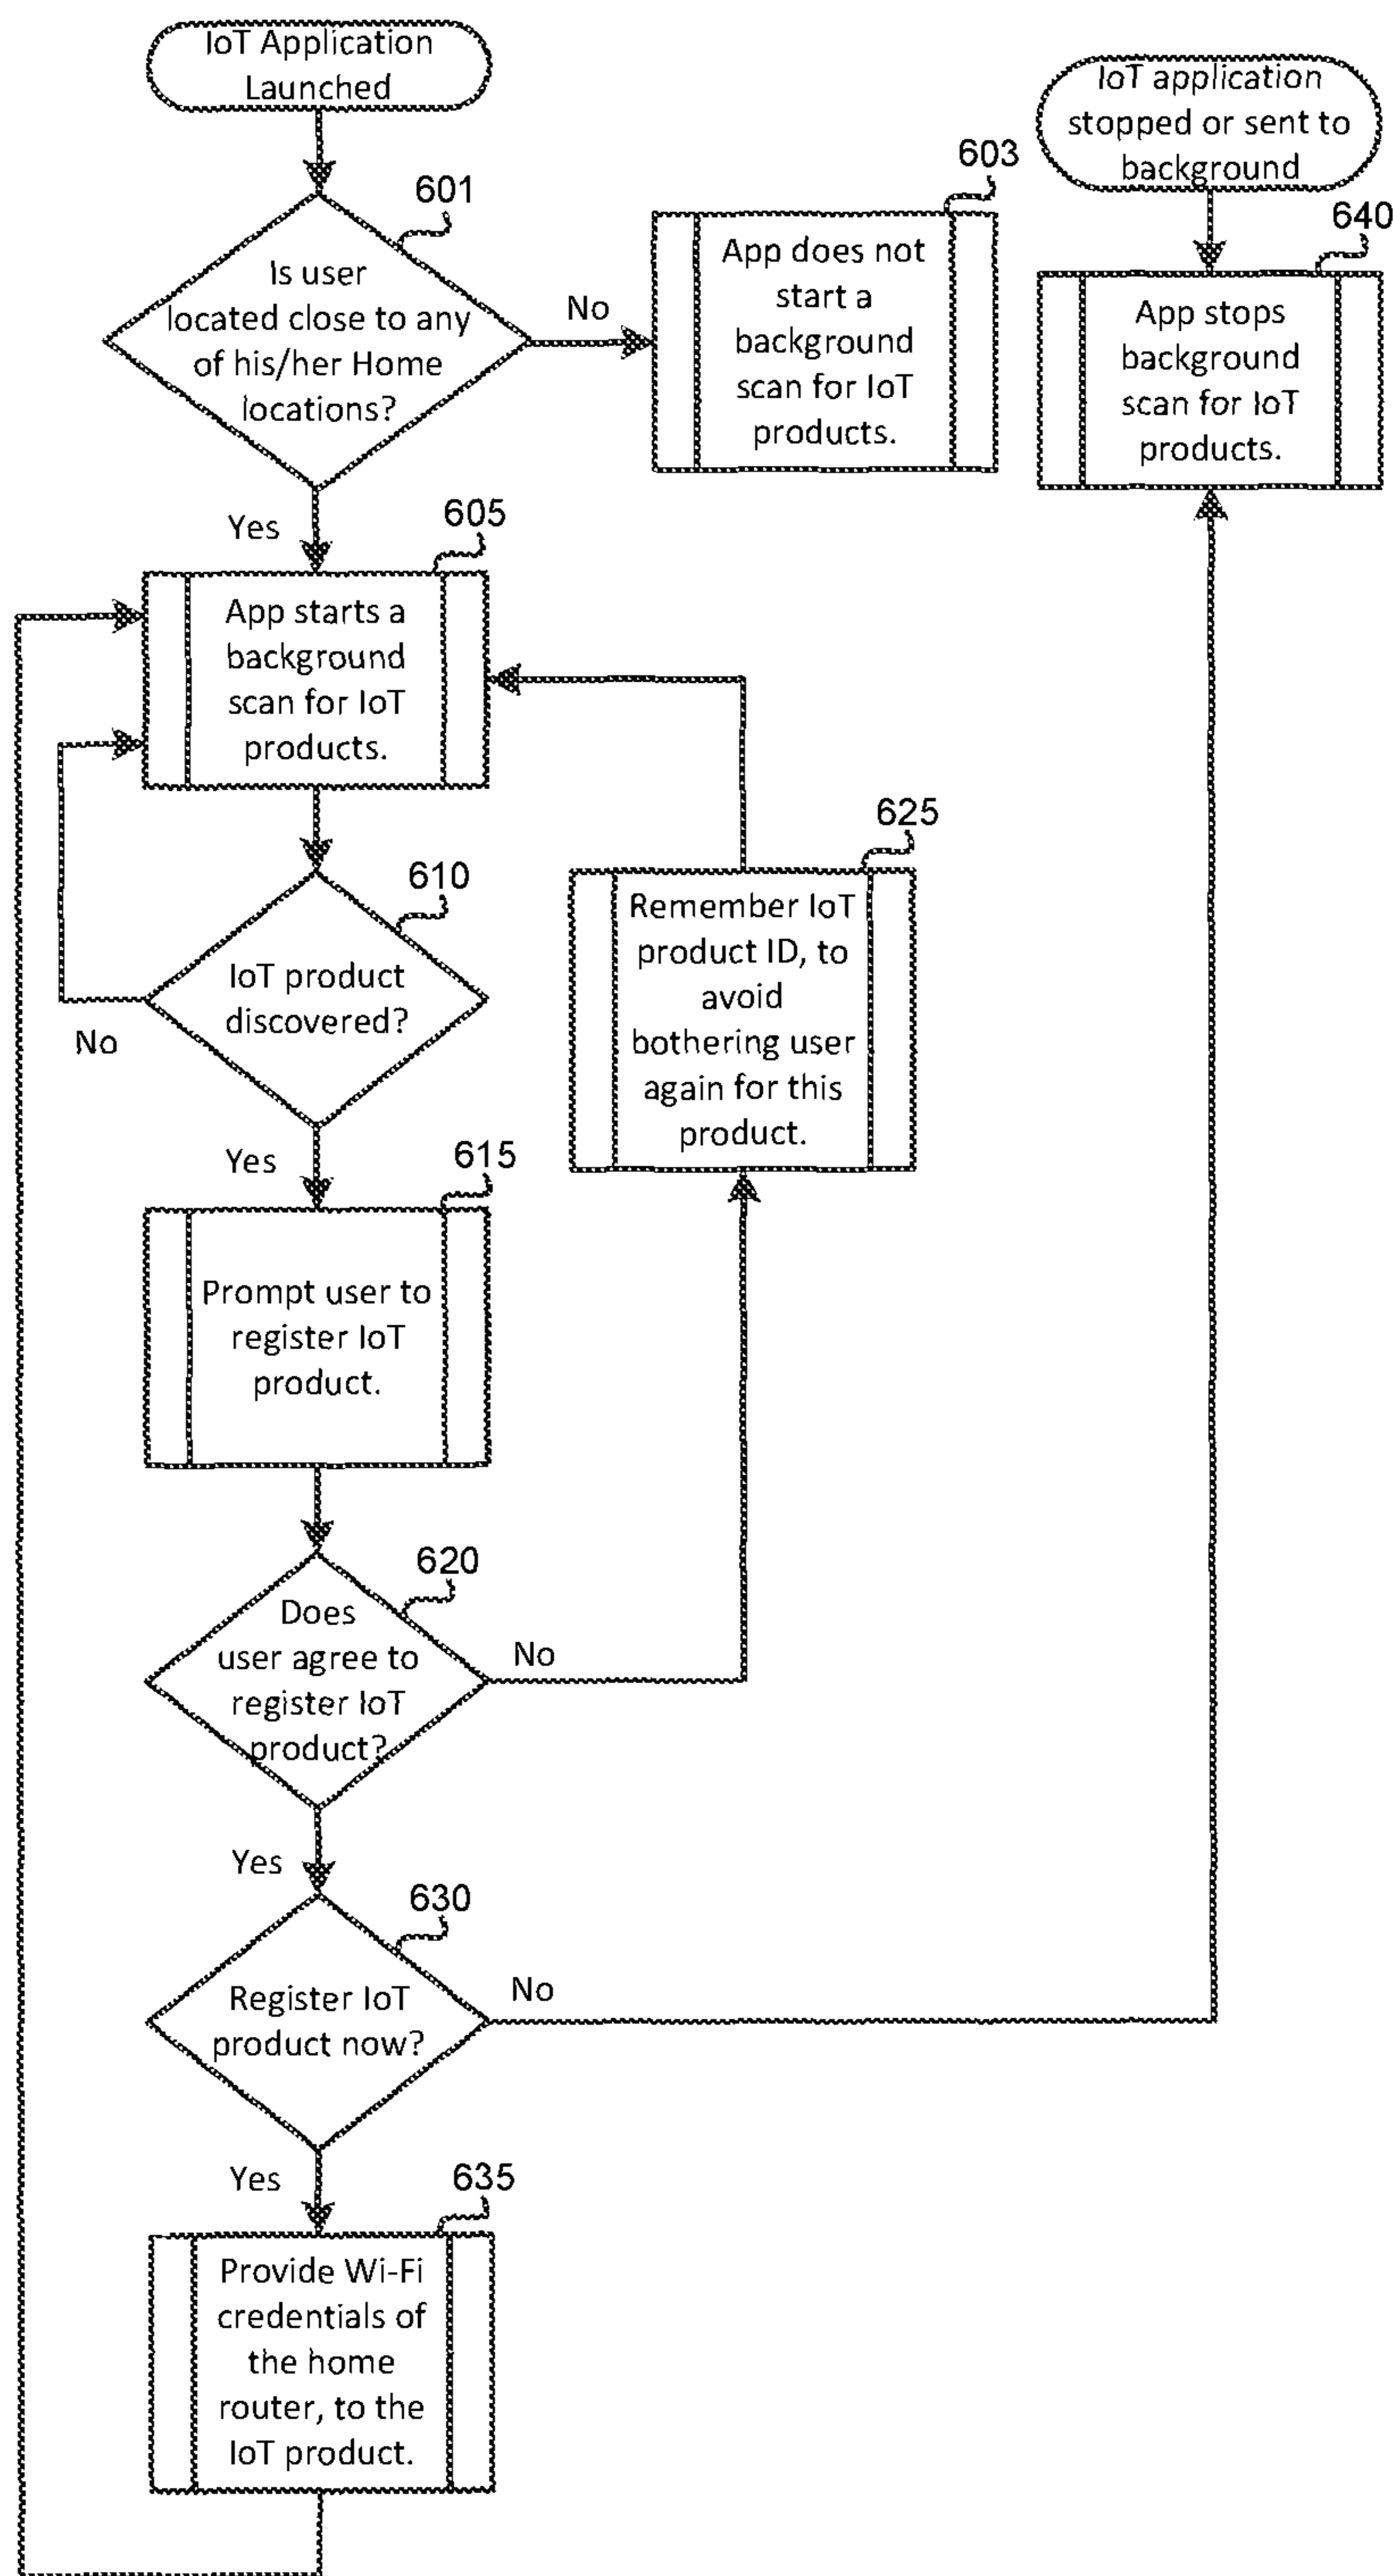 IoT Application
Launched
IoT application
stopped or sent to
background
601
Is user
located close to any
of his/her Home
locations?
No
603
App does not
start a
background
scan for IoT
products.
640
App stops
background
scan for IoT
products.
Yes
605
App starts a
background
scan for IoT
products.
610
IoT product
discovered?
No
625
Remember IoT
product ID, to
avoid
bothering user
again for this
product.
Yes
615
Prompt user to
register IoT
product.
620
Does
user agree to
register IoT
product?
No
Yes
630
Register IoT
product now?
No
Yes
635
Provide Wi-Fi
credentials of
the home
router, to the
IoT product.